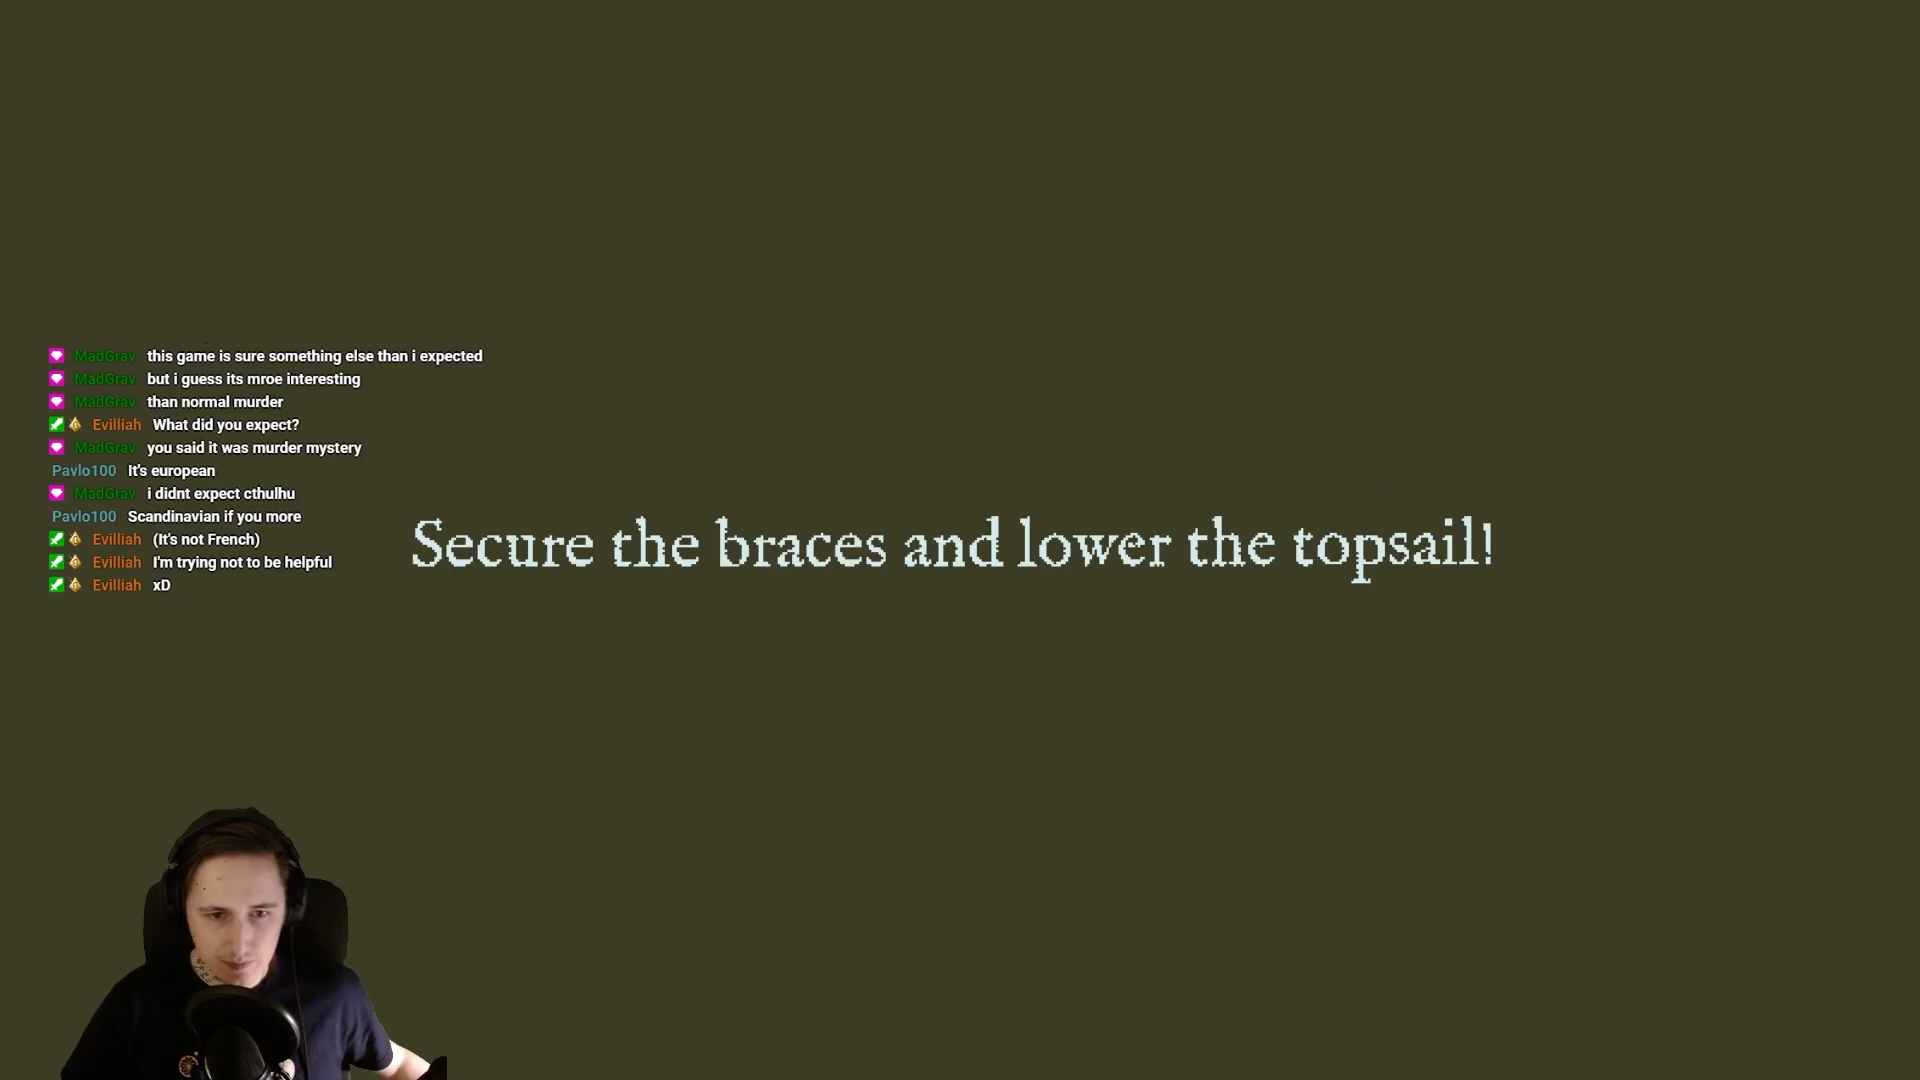 MadGrav this game is sure something else than i expected
MadGrav but i guess its mroe interesting
MadGrav than normal murder
Evilliah What did you expect?
MadGrav you said it was murder mystery
Pavlo100 It's european
MadGrav i didnt expect cthulhu
Pavlo100 Scandinavian if you more
Evilliah (It's not French)
Evilliah I'm trying not to be helpful
Evilliah xD
Secure the braces and lower the topsail!